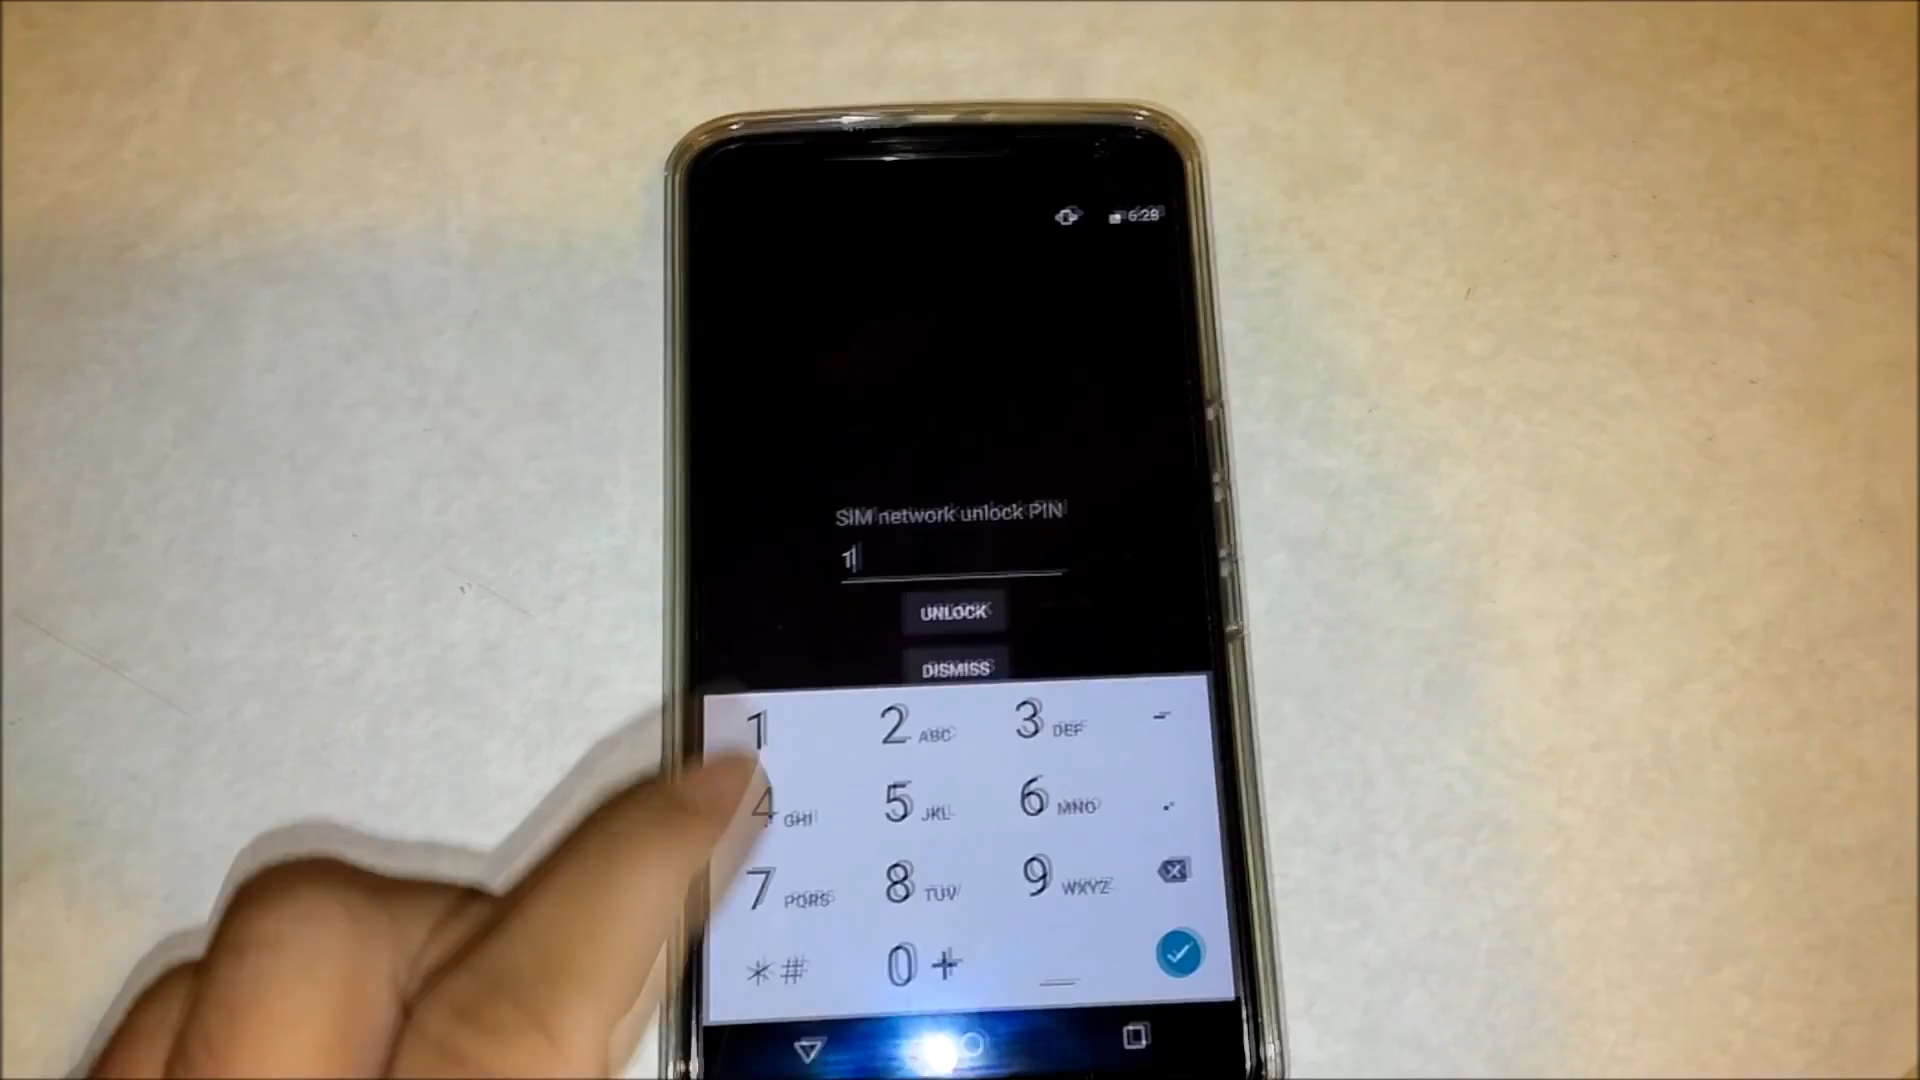 6:28
SIM network unlock PIN
1
UNLOCK
DISMISS
1 2 ABC 3 DEF -
4 GHI 5 JKL 6 MNO .
7 PQRS 8 TUV 9 WXYZ
*# 0 + _